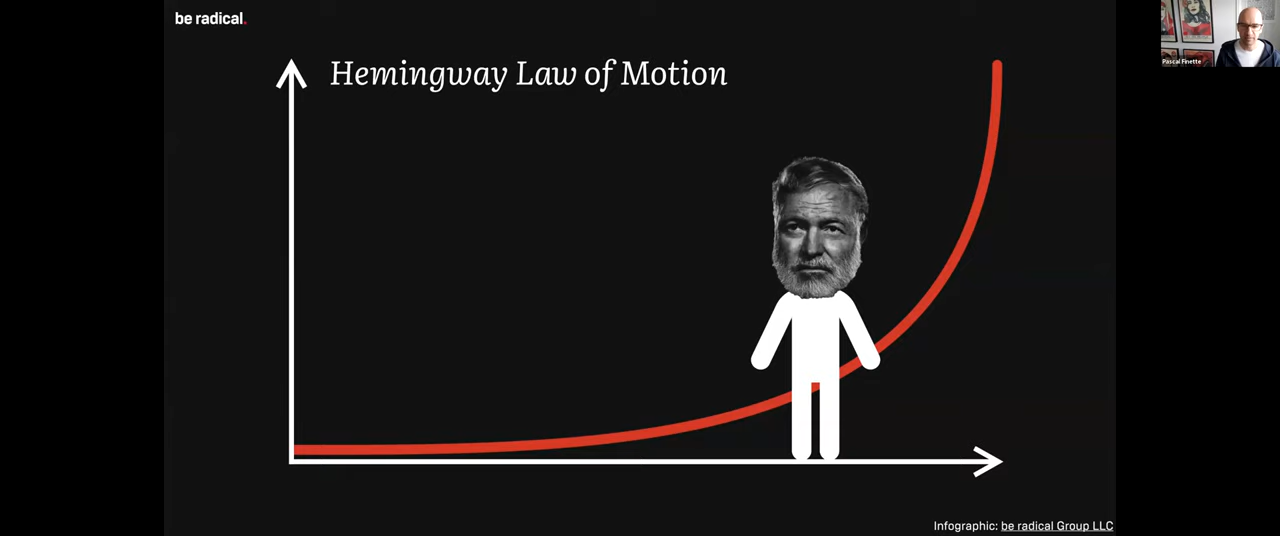 be radical.
Hemingway Law of Motion
Pascal Finette
Infographic: be radical Group LLC